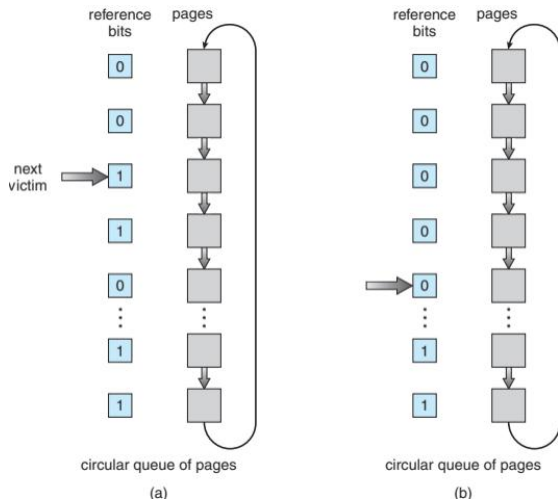 reference pages
bits
0
0
next
victim
1
1
0
1
1
circular queue of pages
(a)
reference pages
bits
0
0
0
0
0
1
1
circular queue of pages
(b)